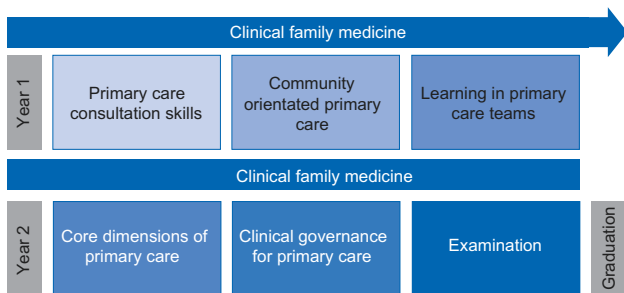 Clinical family medicine
Year 1
Primary care
consultation skills
Community
orientated primary
care
Learning in primary
care teams
Clinical family medicine
Year 2
Core dimensions of
primary care
Clinical governance
for primary care
Examination
Graduation